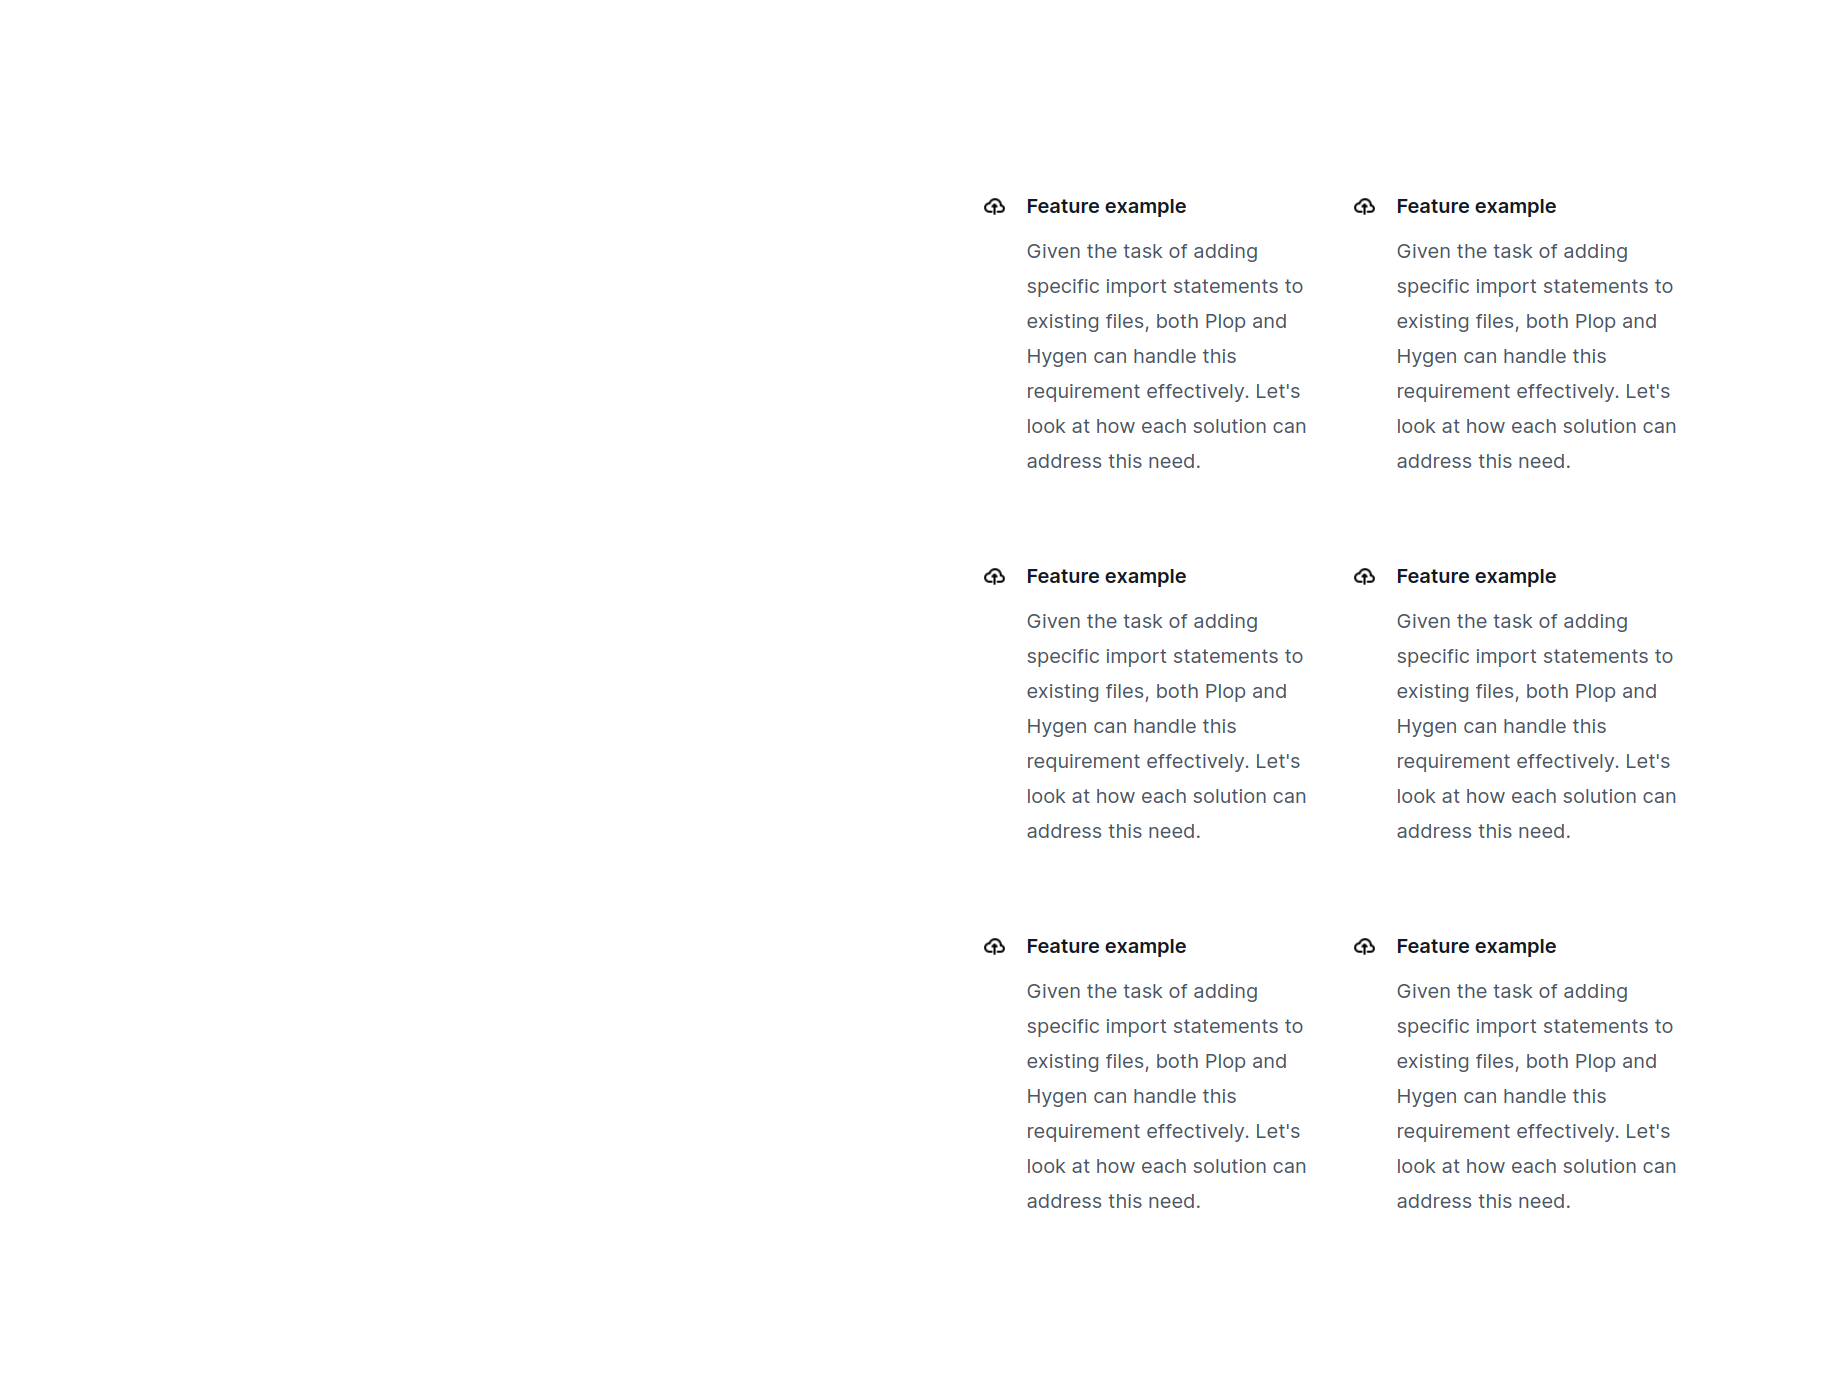 Feature example
Given the task of adding
specific import statements to
existing files, both Plop and
Hygen can handle this
requirement effectively. Let's
look at how each solution can
address this need.
Feature example
Given the task of adding
specific import statements to
existing files, both Plop and
Hygen can handle this
requirement effectively. Let's
look at how each solution can
address this need.
Feature example
Given the task of adding
specific import statements to
existing files, both Plop and
Hygen can handle this
requirement effectively. Let's
look at how each solution can
address this need.
Feature example
Given the task of adding
specific import statements to
existing files, both Plop and
Hygen can handle this
requirement effectively. Let's
look at how each solution can
address this need.
Feature example
Given the task of adding
specific import statements to
existing files, both Plop and
Hygen can handle this
requirement effectively. Let's
look at how each solution can
address this need.
Feature example
Given the task of adding
specific import statements to
existing files, both Plop and
Hygen can handle this
requirement effectively. Let's
look at how each solution can
address this need.